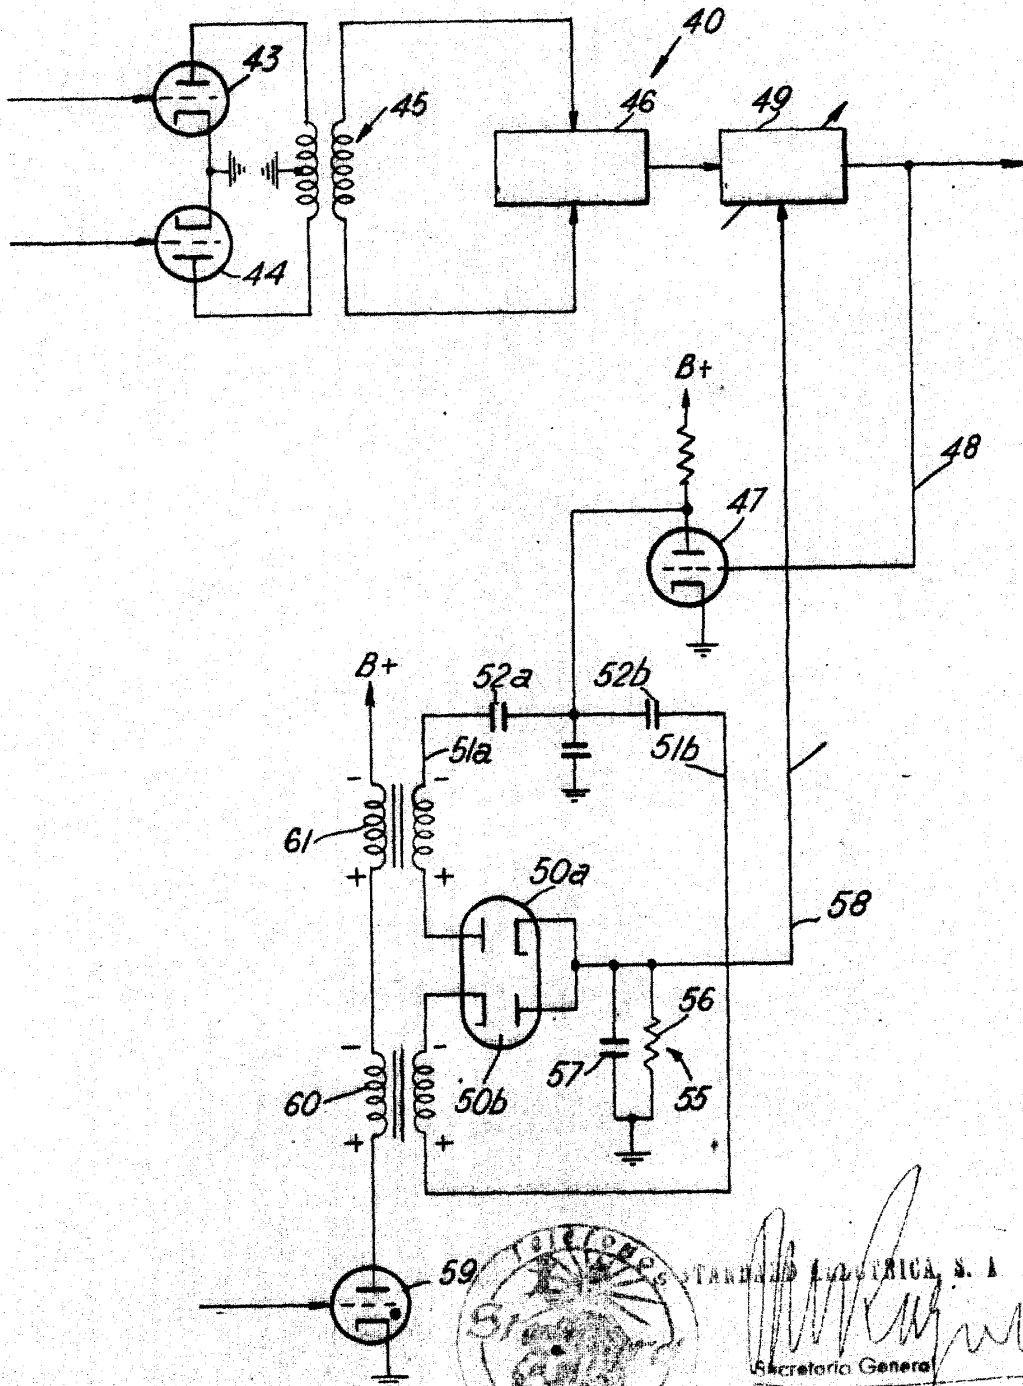 40
43
45
46
49
44
B+
48
47
B+
52a
52b
51a
51b
-
-
61
+
+
50a
58
-
-
56
57
60
50b
55
+
+
59
STANDARD ELECTRICA, S. A
Secretario General